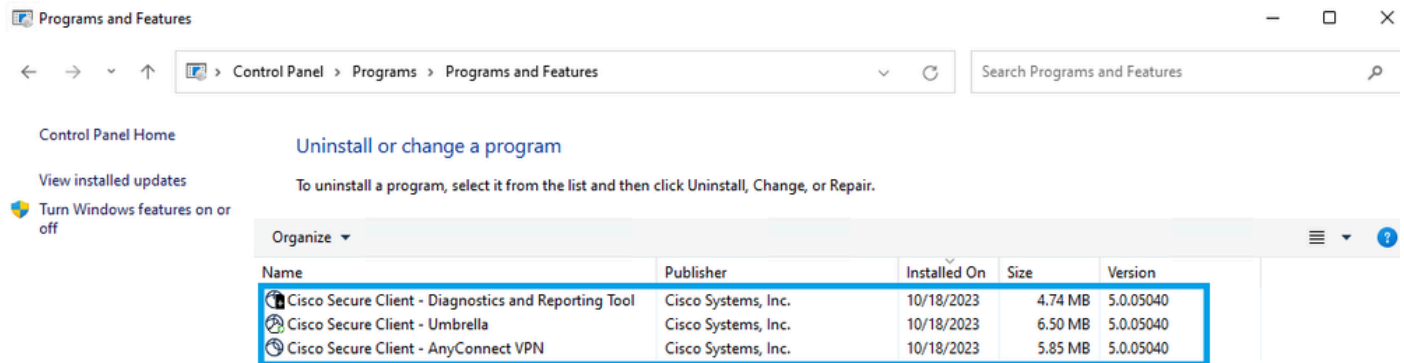 Programs and Features
Control Panel > Programs > Programs and Features
Search Programs and Features
Control Panel Home
Uninstall or change a program
View installed updates
To uninstall a program, select it from the list and then click Uninstall, Change, or Repair.
Turn Windows features on or
off
Organize
Name Publisher Installed On Size Version
Cisco Secure Client - Diagnostics and Reporting Tool Cisco Systems, Inc. 10/18/2023 4.74 MB 5.0.05040
Cisco Secure Client - Umbrella Cisco Systems, Inc. 10/18/2023 6.50 MB 5.0.05040
Cisco Secure Client - AnyConnect VPN Cisco Systems, Inc. 10/18/2023 5.85 MB 5.0.05040